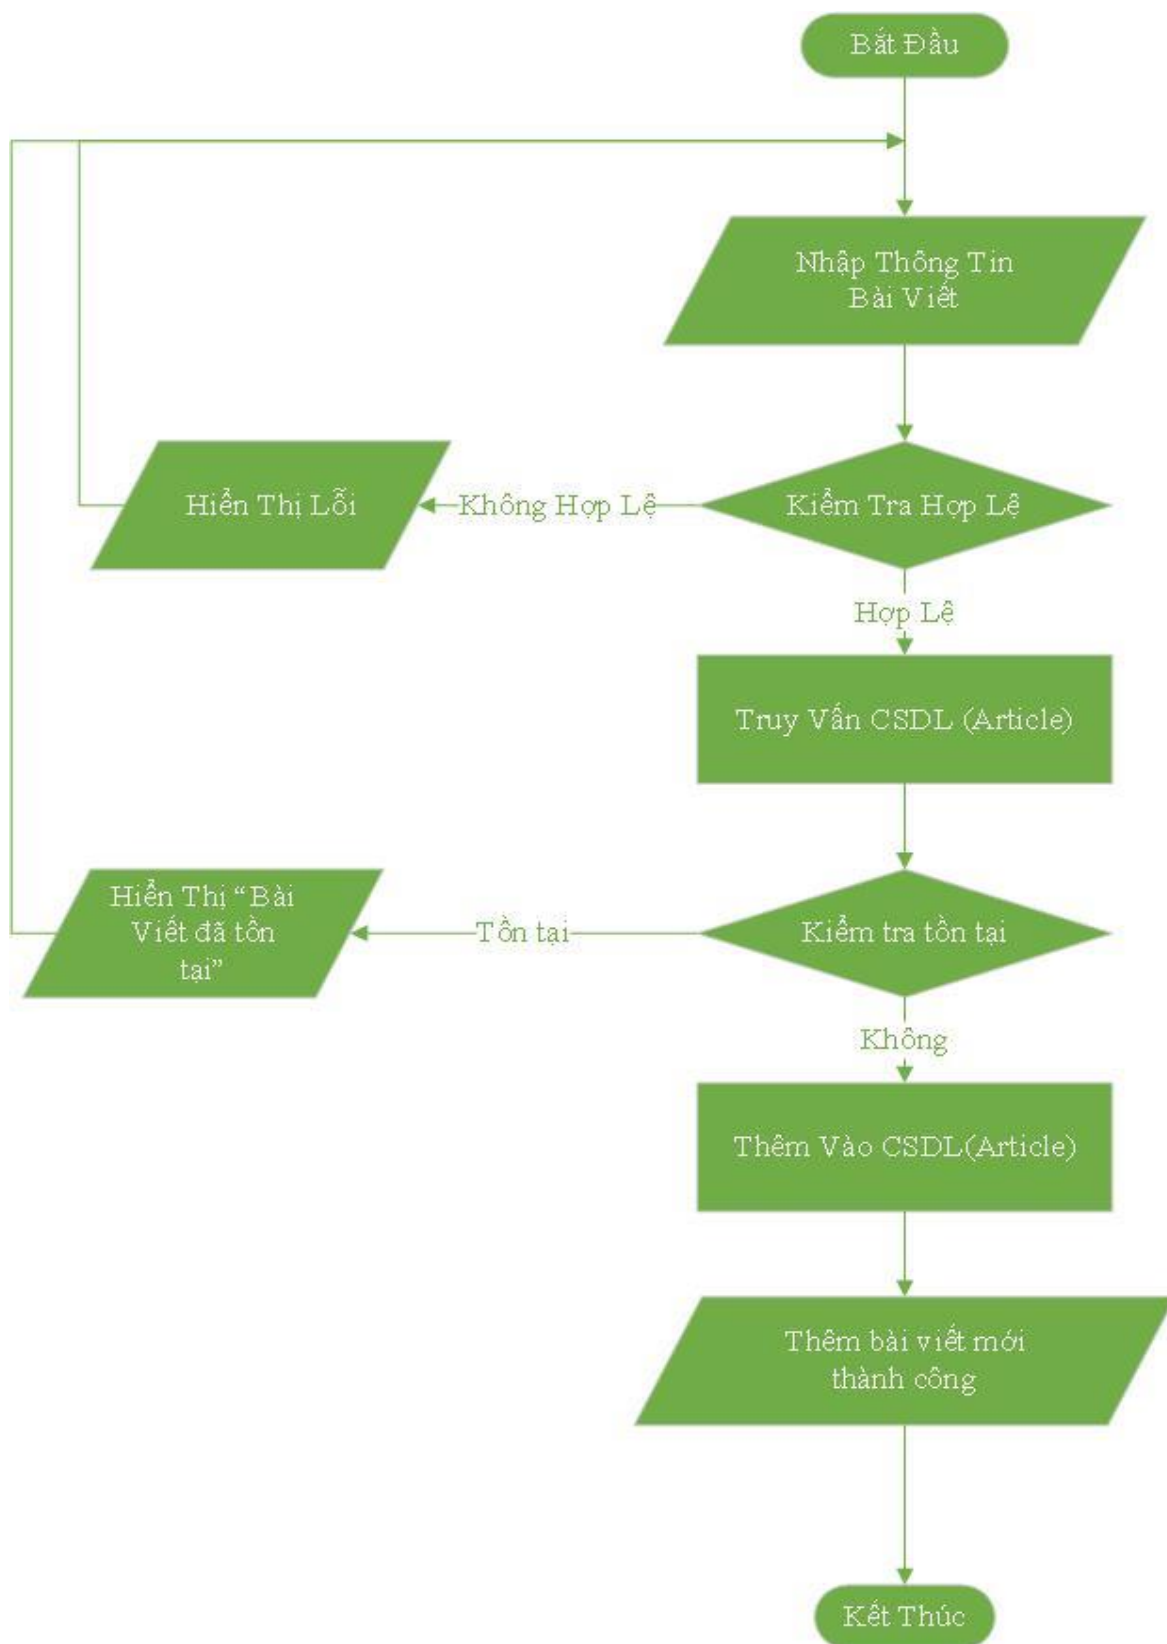 Bắt Đầu
Nhập Thông Tin
Bài Viết
Hiển Thị Lỗi
Không Hợp Lệ
Kiểm Tra Hợp Lệ
Hợp Lệ
Truy Vấn CSDL (Article)
Hiển Thị “Bài
Viết đã tồn
tại”
Tồn tại
Kiểm tra tồn tại
Không
Thêm Vào CSDL(Article)
Thêm bài viết mới
thành công
Kết Thúc